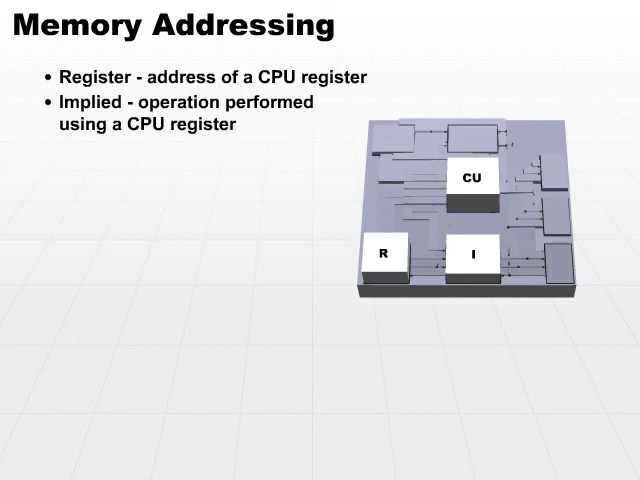 Memory Addressing
• Register - address of a CPU register
• Implied - operation performed
using a CPU register
CU
R
I